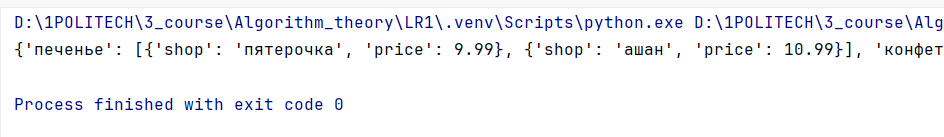 D:\1POLITECH\3_course\Algorithm_theory\LR1\.venv\Scripts\python.exe D:\1POLITECH\3_course\Alg
{'печенье': [{'shop': 'пятерочка', 'price': 9.99}, {'shop': 'ашан', 'price': 10.99}], 'конфет
Process finished with exit code 0